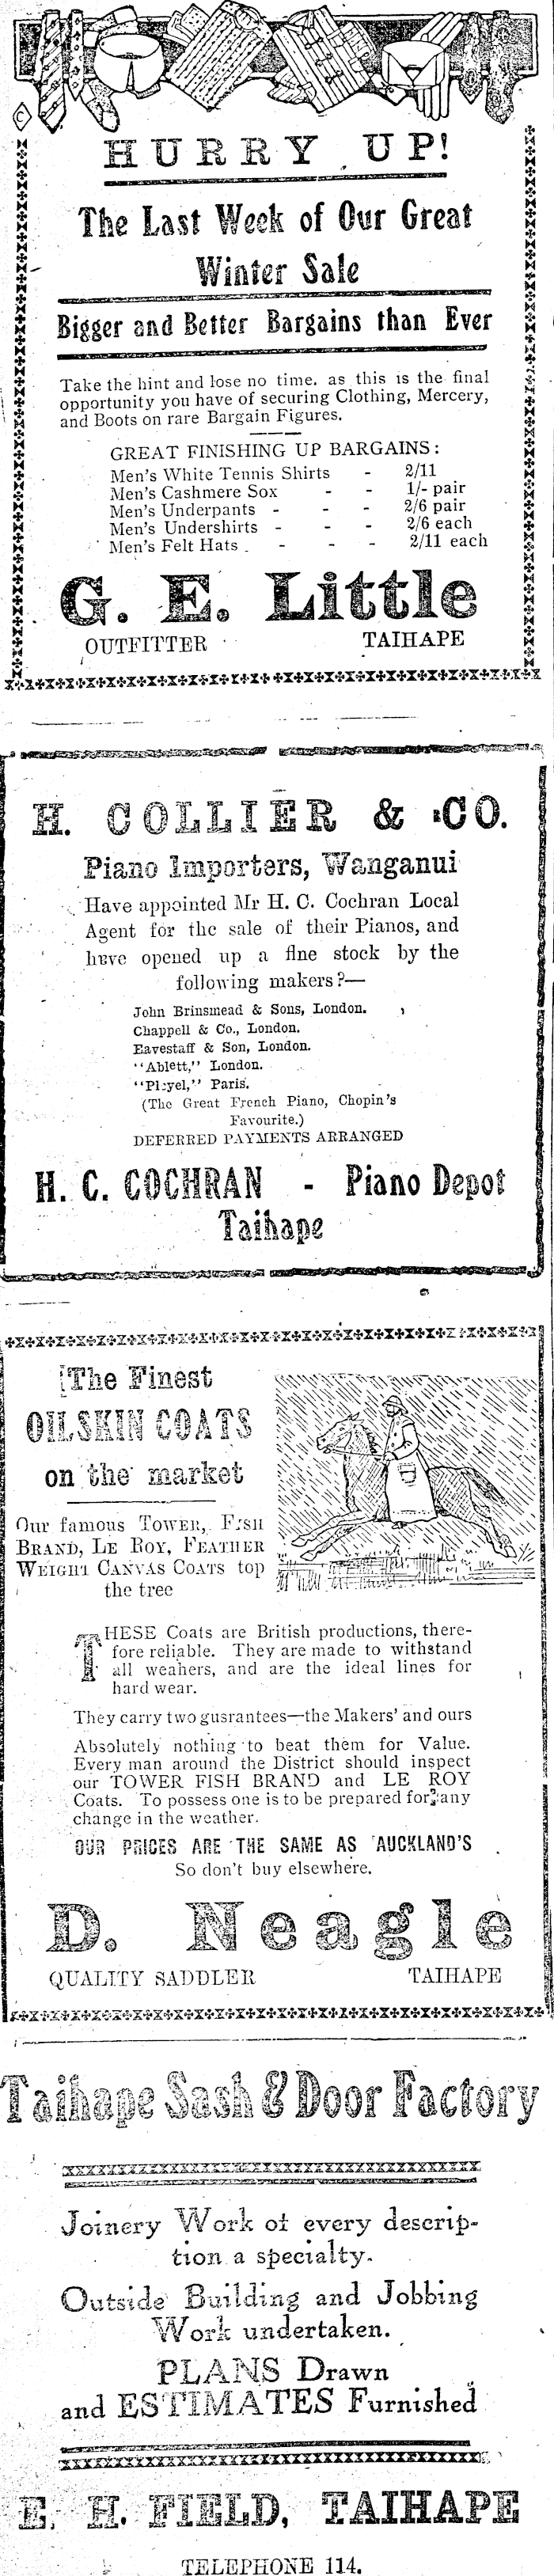 C
HURRY UP!
The Last Week of Our Great
Winter Sale
Bigger and Better Bargains than Ever
Take the hint and lose no time. as this is the final
opportunity you have of securing Clothing, Mercery,
and Boots on rare Bargain Figures.
GREAT FINISHING UP BARGAINS:
Men's White Tennis Shirts - 2/11
Men's Cashmere Sox - - 1/- pair
Men's Underpants - - - 2/6 pair
Men's Undershirts - - - 2/6 each
Men's Felt Hats - - - 2/11 each
G. E. Little
OUTFITTER TAIHAPE
H. COLLIER & CO.
Piano Importers, Wanganui
Have appointed Mr H. C. Cochran Local
Agent for the sale of their Pianos, and
have opened up a fine stock by the
following makers?—
John Brinsmead & Sons, London.
Chappell & Co., London.
Eavestaff & Son, London.
"Ablett," London.
"Pleyel," Paris.
(The Great French Piano, Chopin's
Favourite.)
DEFERRED PAYMENTS ARRANGED
H. C. COCHRAN - Piano Depot
Taihape
The Finest
OILSKIN COATS
on the market
Our famous TOWER, FISH
BRAND, LE ROY, FEATHER
WEIGHT CANVAS COATS top
the tree
THESE Coats are British productions, there-
fore reliable. They are made to withstand
all weahers, and are the ideal lines for
hard wear.
They carry two gusrantees—the Makers' and ours
Absolutely nothing to beat them for Value.
Every man around the District should inspect
our TOWER FISH BRAND and LE ROY
Coats. To possess one is to be prepared for any
change in the weather.
OUR PRICES ARE THE SAME AS AUCKLAND'S
So don't buy elsewhere.
D. Neagle
QUALITY SADDLER TAIHAPE
Taihape Sash & Door Factory
Joinery Work of every descrip-
tion a specialty.
Outside Building and Jobbing
Work undertaken.
PLANS Drawn
and ESTIMATES Furnished
E. H. FIELD, TAIHAPE
TELEPHONE 114.